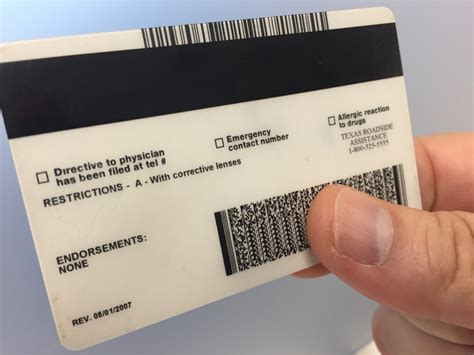 Directive to physician
has been filed at tel #
Emergency
contact number
Allergic reaction
to drugs
TEXAS ROADSIDE
ASSISTANCE
1-800-525-5555
RESTRICTIONS - A - With corrective lenses
ENDORSEMENTS:
NONE
REV. 05/01/2007